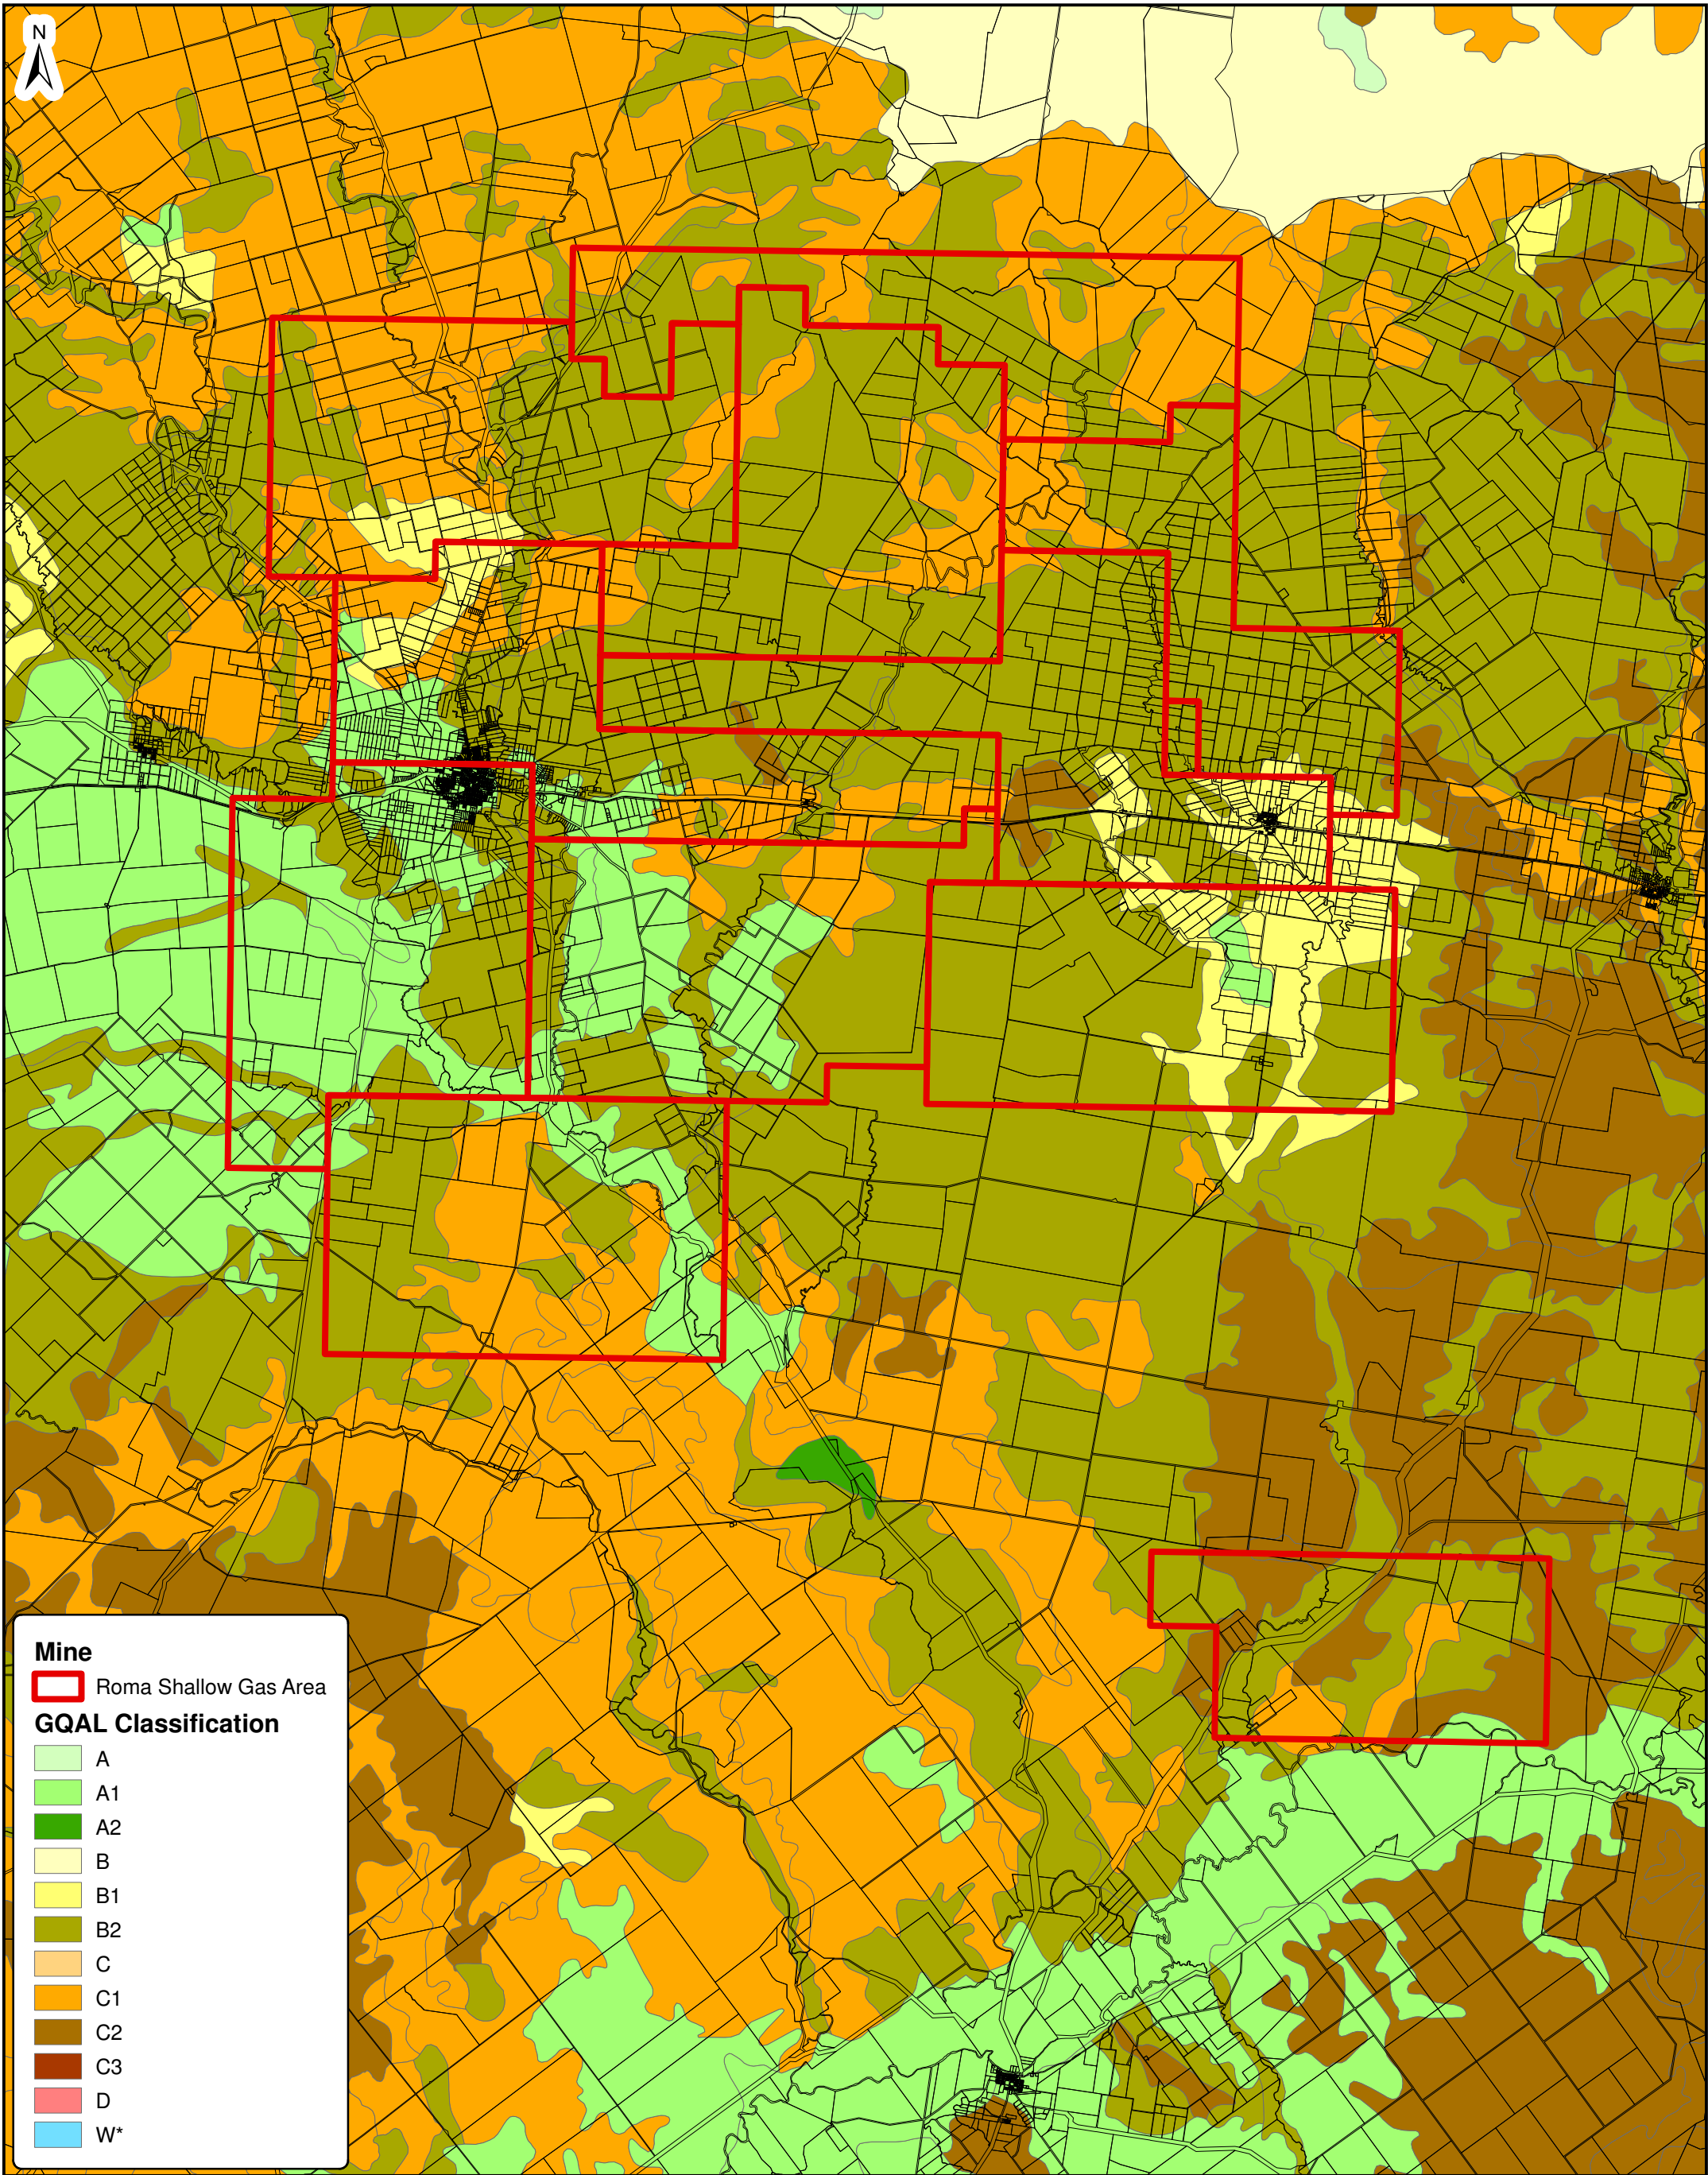 N
Mine
Roma Shallow Gas Area
GQAL Classification
A
A1
A2
B
B1
B2
C
C1
C2
C3
D
W*